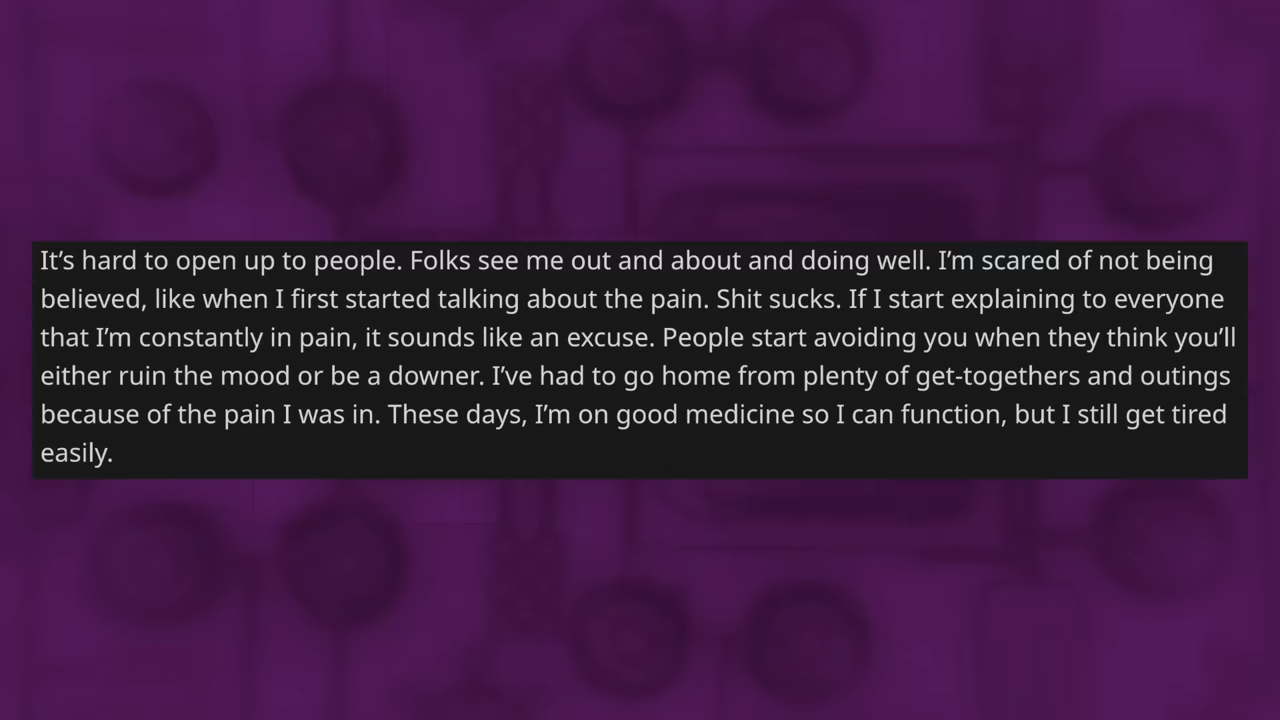 It’s hard to open up to people. Folks see me out and about and doing well. I’m scared of not being
believed, like when I first started talking about the pain. Shit sucks. If I start explaining to everyone
that I’m constantly in pain, it sounds like an excuse. People start avoiding you when they think you’ll
either ruin the mood or be a downer. I’ve had to go home from plenty of get-togethers and outings
because of the pain I was in. These days, I’m on good medicine so I can function, but I still get tired
easily.